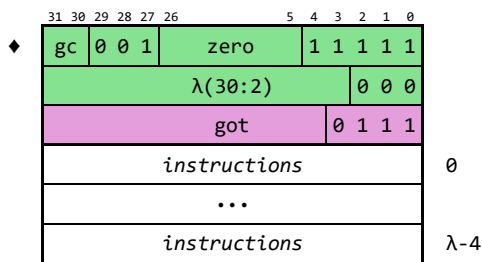 31 30 29 28 27 26 5 4 3 2 1 0
♦ gc 0 0 1 zero 1 1 1 1 1
λ(30:2) 0 0 0
got 0 1 1 1
instructions 0
...
instructions λ-4